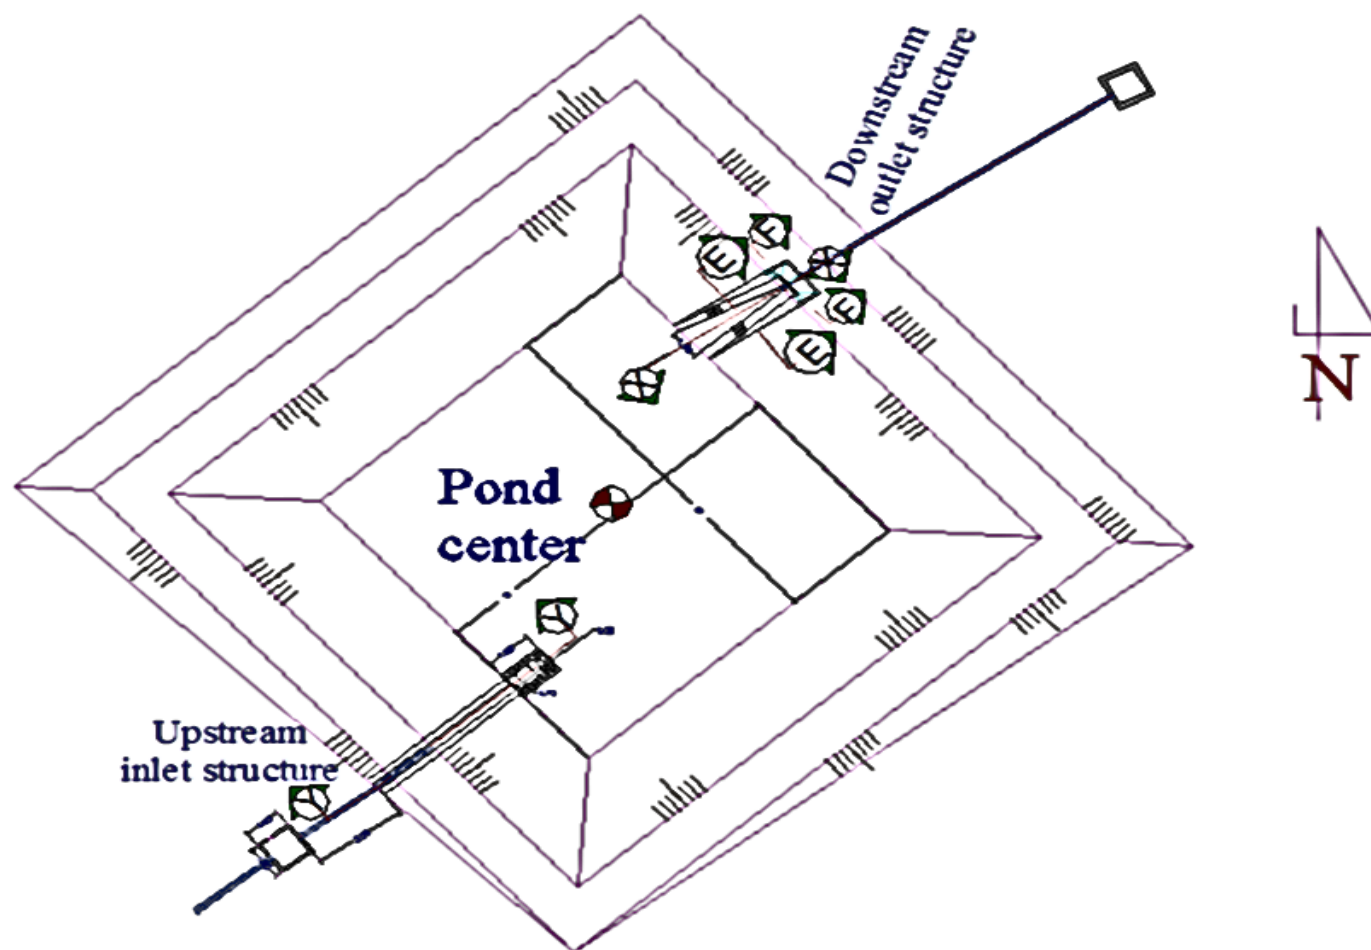 Downstream
outlet structure
F
E
F
E
N
Pond
center
Upstream
inlet structure